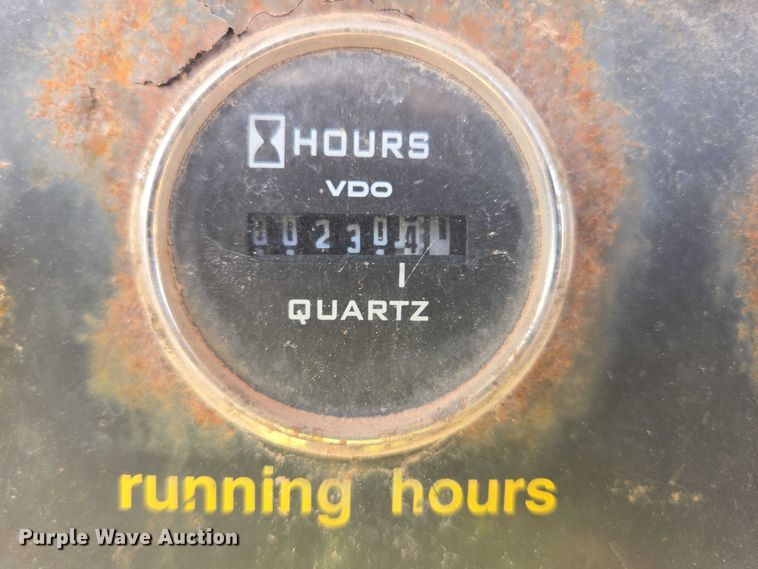 HOURS
VDO
002304
QUARTZ
running hours
Purple Wave Auction